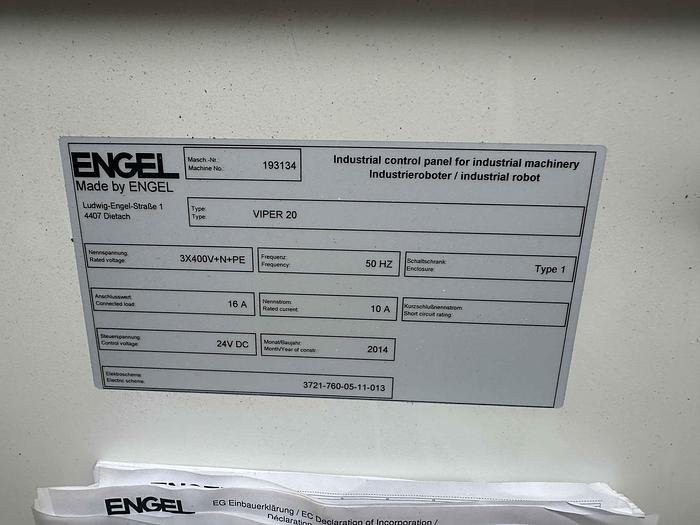 ENGEL
Made by ENGEL
Masch.-Nr.:
Machine No.:
193134
Industrial control panel for industrial machinery
Industrieroboter / industrial robot
Ludwig-Engel-Straße 1
4407 Dietach
Type:
Type:
VIPER 20
Nennspannung:
Rated voltage:
3X400V+N+PE
Frequenz:
Frequency:
50 HZ
Schaltschrank:
Enclosure:
Type 1
Anschlusswert:
Connected load:
16 A
Nennstrom:
Rated current:
10 A
Kurzschlußnennstrom:
Short circuit rating:
Steuerspannung:
Control voltage:
24V DC
Monat/Baujahr:
Month/Year of constr.:
2014
Elektroscheme:
Electric scheme:
3721-760-05-11-013
ENGEL
EG Einbauerklärung / EC Declaration of Incorporation /
Déclaration